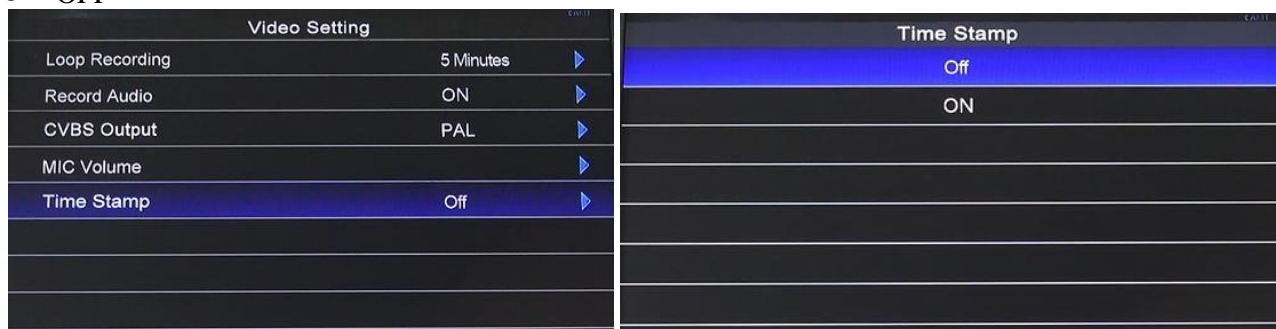 Video Setting
Loop Recording 5 Minutes
Record Audio ON
CVBS Output PAL
MIC Volume
Time Stamp Off
Time Stamp
Off
ON